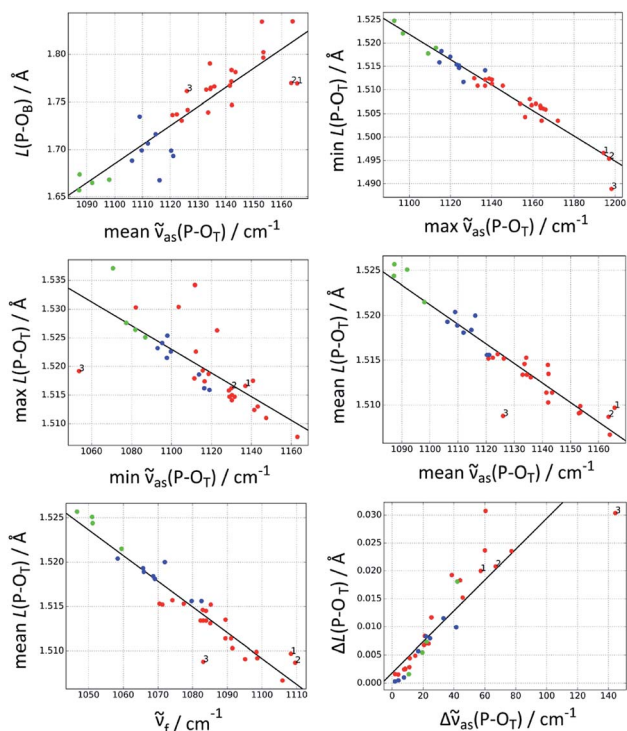 L(P-O_B) / Å
1.80
1.75
1.70
1.65
3
21
1090 1100 1110 1120 1130 1140 1150 1160
mean ṽ_as(P-O_T) / cm⁻¹
min L(P-O_T) / Å
1.525
1.520
1.515
1.510
1.505
1.500
1.495
1.490
1
2
3
1100 1120 1140 1160 1180 1200
max ṽ_as(P-O_T) / cm⁻¹
max L(P-O_T) / Å
1.535
1.530
1.525
1.520
1.515
1.510
3
2
1
1060 1080 1100 1120 1140 1160
min ṽ_as(P-O_T) / cm⁻¹
mean L(P-O_T) / Å
1.525
1.520
1.515
1.510
3
1
2
1090 1100 1110 1120 1130 1140 1150 1160
mean ṽ_as(P-O_T) / cm⁻¹
mean L(P-O_T) / Å
1.525
1.520
1.515
1.510
3
1
2
1050 1060 1070 1080 1090 1100 1110
ṽ_f / cm⁻¹
ΔL(P-O_T) / Å
0.030
0.025
0.020
0.015
0.010
0.005
0.000
3
1
2
0 20 40 60 80 100 120 140
Δṽ_as(P-O_T) / cm⁻¹